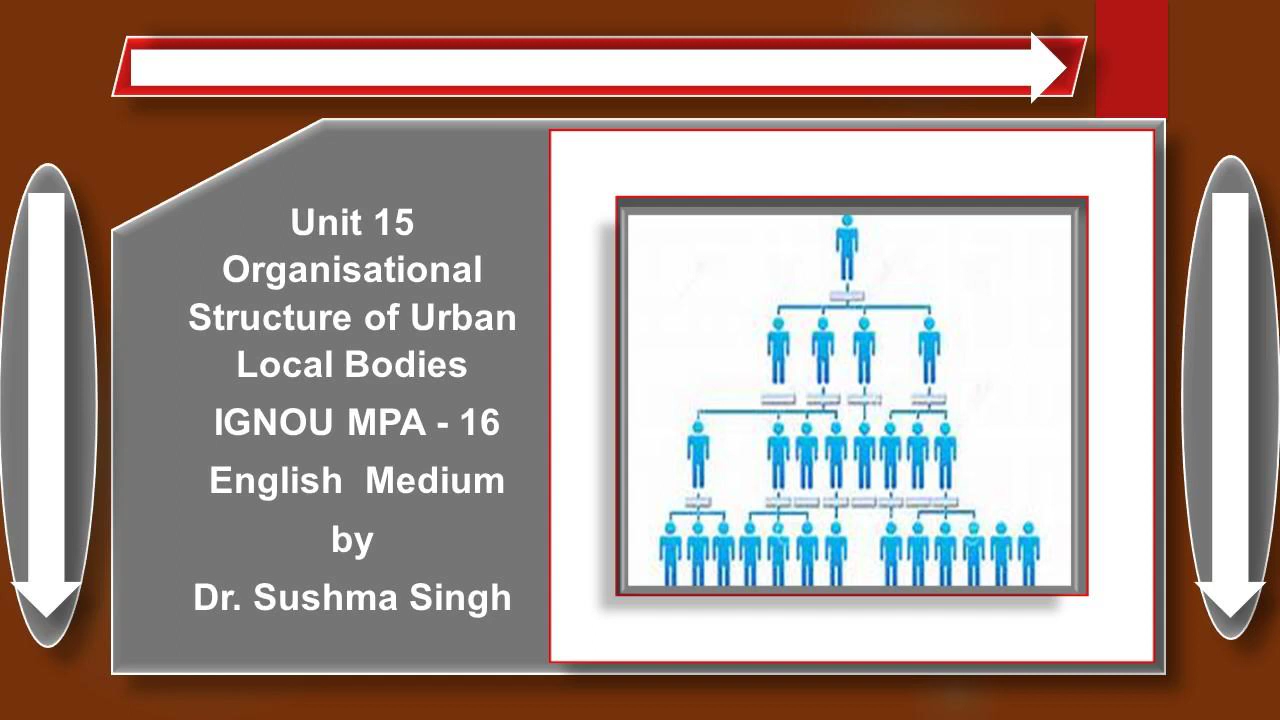 Unit 15
Organisational
Structure of Urban
Local Bodies
IGNOU MPA - 16
English Medium
by
Dr. Sushma Singh